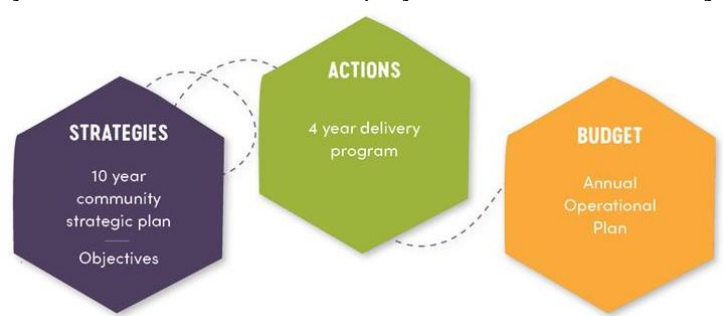 STRATEGIES
10 year
community
strategic plan
Objectives
ACTIONS
4 year delivery
program
BUDGET
Annual
Operational
Plan